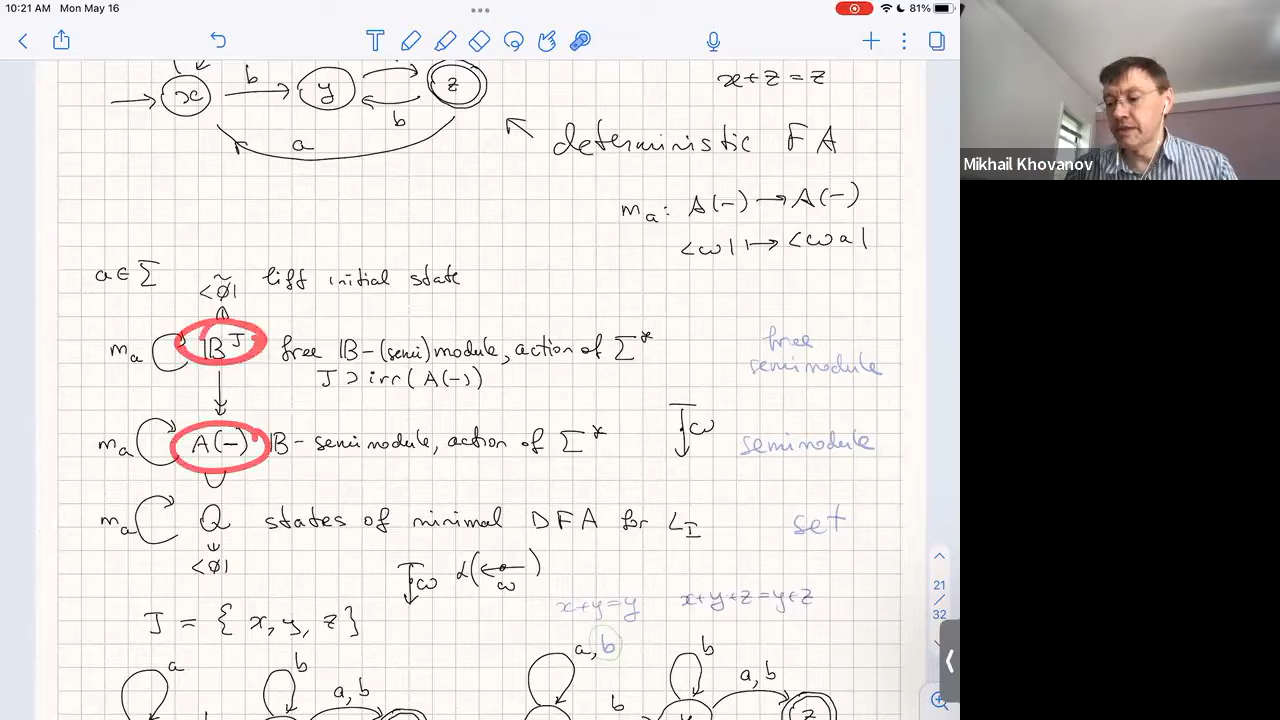 10:21 AM Mon May 16
81%
x
b
y
z
b
a
x+z=z
deterministic FA
Mikhail Khovanov
m_a: A(-) → A(-)
<ω| ↦ <ωa|
a∈Σ <∅̃| lift initial state
m_a 𝔹^J free 𝔹-(semi)module, action of Σ*
J ⊃ irr(A(-))
free
semimodule
m_a A(-) 𝔹-semimodule, action of Σ*
ω
semimodule
m_a Q states of minimal DFA for L_I
set
<∅|
ω α(←ω)
x+y=y x+y+z=y+z
J = {x,y,z}
21
/
32
a
b
a, b
a, b
b
a, b
b
y
z